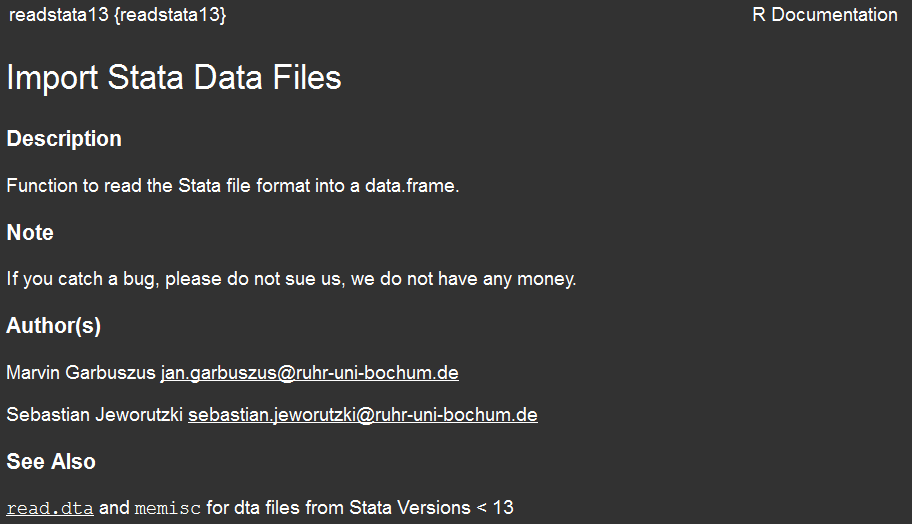 readstata13 {readstata13} R Documentation
Import Stata Data Files
Description
Function to read the Stata file format into a data.frame.
Note
If you catch a bug, please do not sue us, we do not have any money.
Author(s)
Marvin Garbuszus jan.garbuszus@ruhr-uni-bochum.de
Sebastian Jeworutzki sebastian.jeworutzki@ruhr-uni-bochum.de
See Also
read.dta and memisc for dta files from Stata Versions < 13